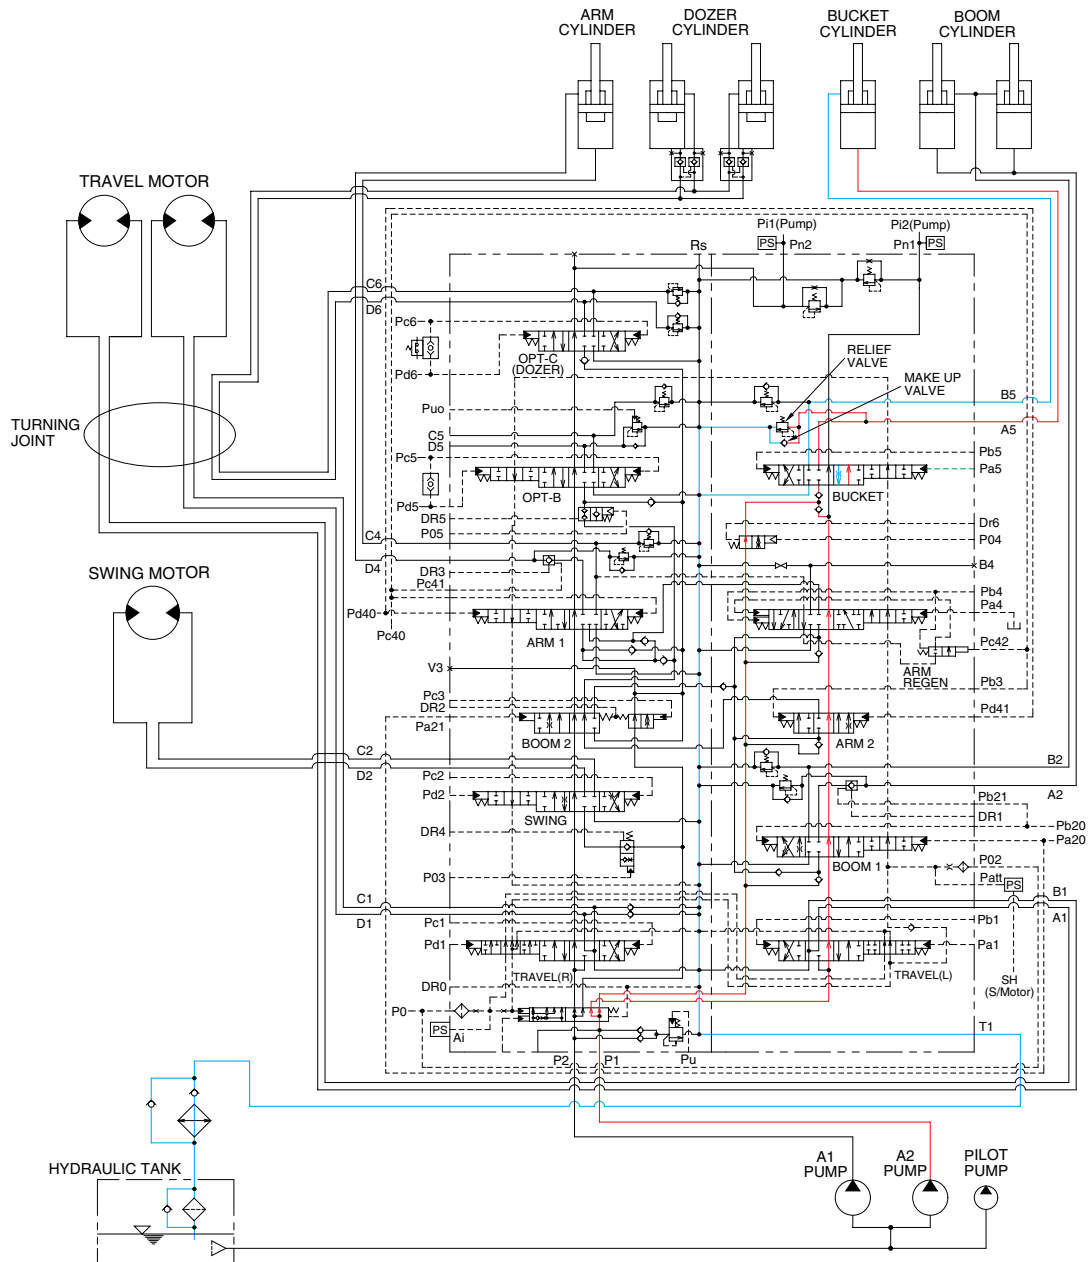 ARM
CYLINDER
DOZER
CYLINDER
BUCKET
CYLINDER
BOOM
CYLINDER
TRAVEL MOTOR
Pi1(Pump)
Pi2(Pump)
PS
Pn2
Rs
Pn1
PS
C6
D6
Pc6
OPT-C
(DOZER)
Pd6
RELIEF
VALVE
MAKE UP
VALVE
B5
Puo
TURNING
JOINT
C5
D5
A5
Pc5
Pb5
OPT-B
BUCKET
Pa5
Pd5
DR5
P05
Dr6
P04
C4
D4
DR3
Pc41
B4
SWING MOTOR
Pd40
Pc40
ARM 1
Pb4
Pa4
Pc42
ARM
REGEN
V3
Pc3
DR2
Pa21
Pb3
Pd41
BOOM 2
ARM 2
C2
D2
B2
A2
Pc2
Pd2
SWING
Pb21
DR1
DR4
Pb20
Pa20
BOOM 1
P03
P02
Patt
PS
C1
D1
B1
A1
Pc1
Pd1
Pb1
Pa1
TRAVEL(R)
TRAVEL(L)
SH
(S/Motor)
DR0
P0
PS
Ai
T1
P2
P1
Pu
HYDRAULIC TANK
A1
PUMP
A2
PUMP
PILOT
PUMP